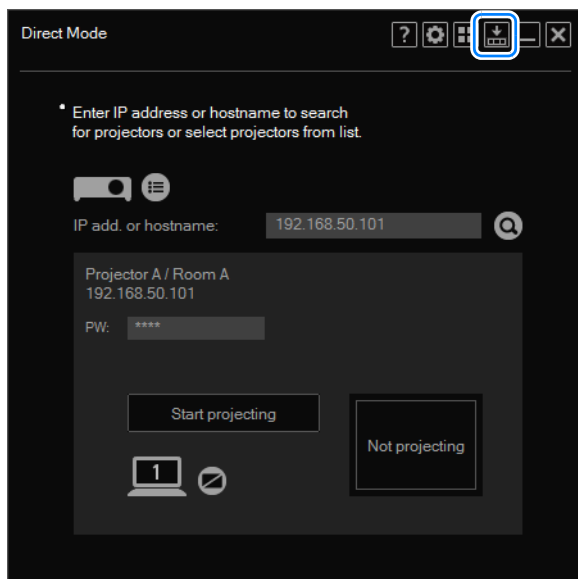 Direct Mode
?
Enter IP address or hostname to search
for projectors or select projectors from list.
IP add. or hostname: 192.168.50.101
Projector A / Room A
192.168.50.101
PW: ****
Start projecting
Not projecting
1